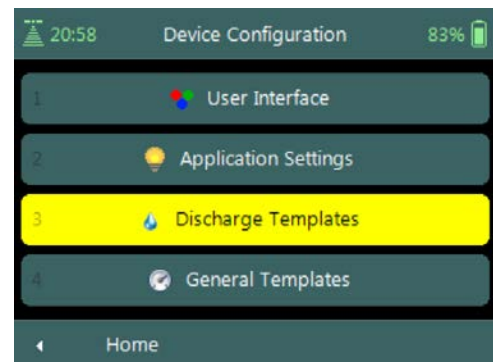 20:58 Device Configuration 83%
1 User Interface
2 Application Settings
3 Discharge Templates
4 General Templates
Home